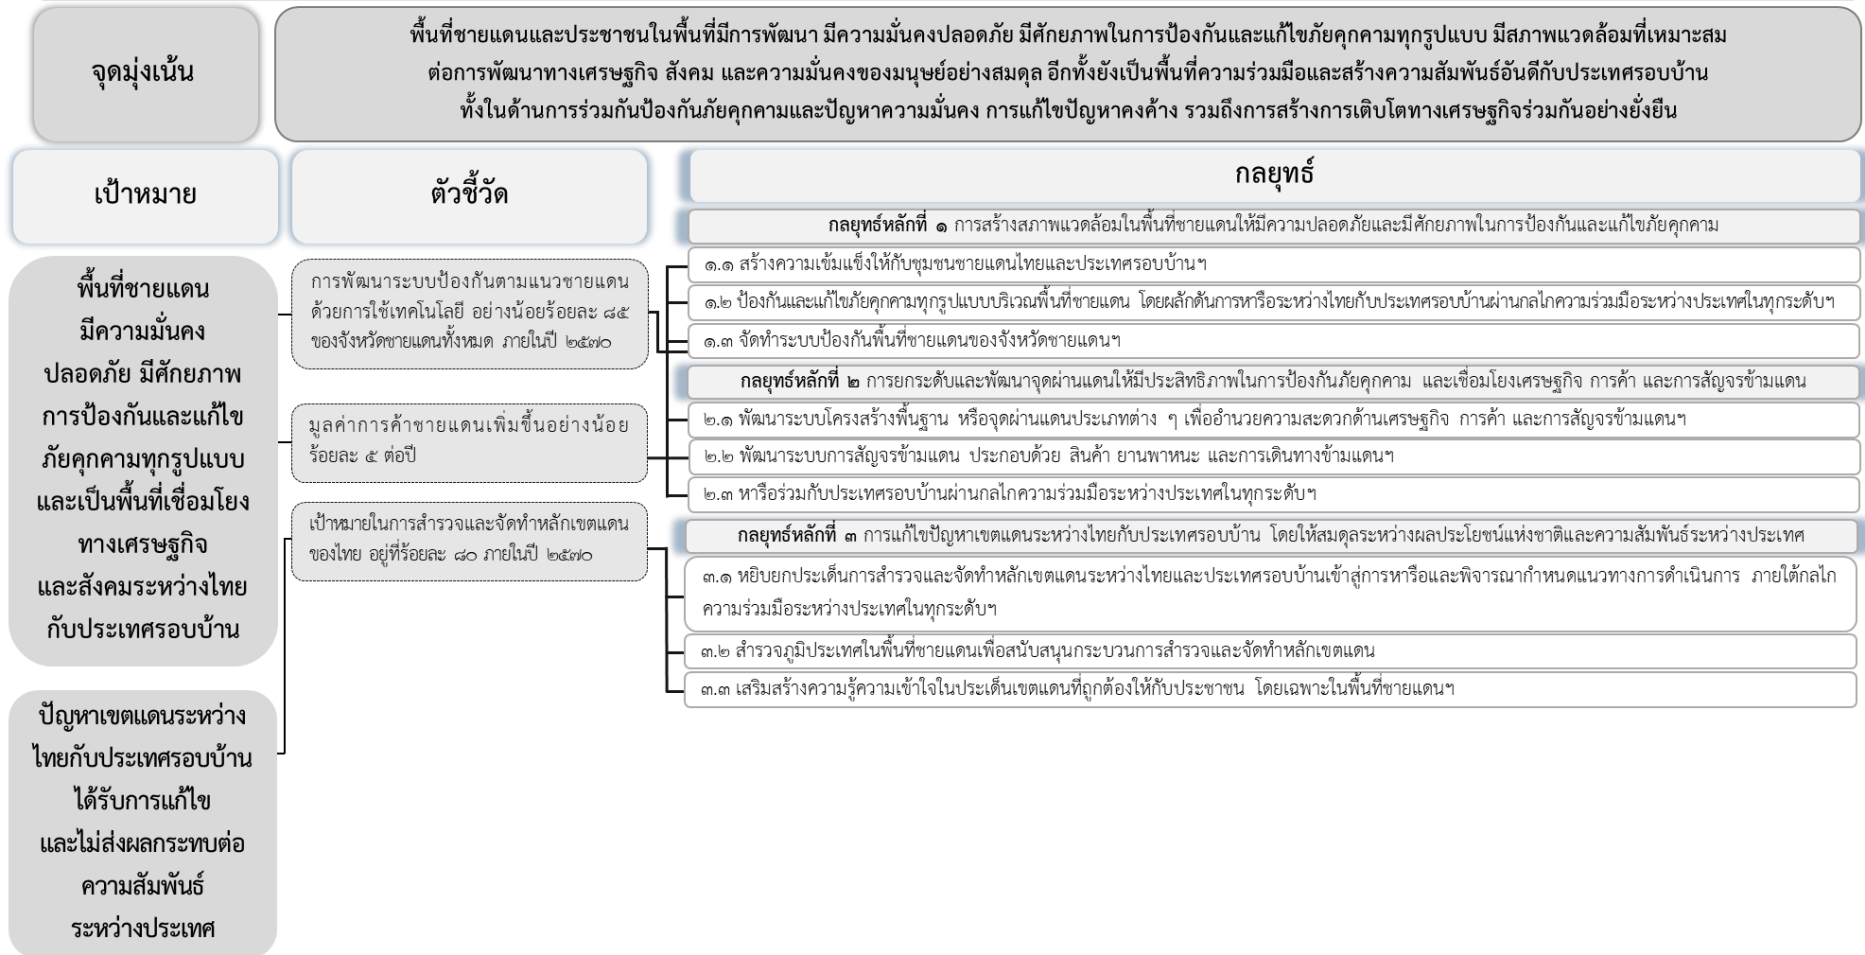 จุดมุ่งเน้น
พื้นที่ชายแดนและประชาชนในพื้นที่มีการพัฒนา มีความมั่นคงปลอดภัย มีศักยภาพในการป้องกันและแก้ไขภัยคุกคามทุกรูปแบบ มีสภาพแวดล้อมที่เหมาะสม
ต่อการพัฒนาทางเศรษฐกิจ สังคม และความมั่นคงของมนุษย์อย่างสมดุล อีกทั้งยังเป็นพื้นที่ความร่วมมือและสร้างความสัมพันธ์อันดีกับประเทศรอบบ้าน
ทั้งในด้านการร่วมกันป้องกันภัยคุกคามและปัญหาความมั่นคง การแก้ไขปัญหาคงค้าง รวมถึงการสร้างการเติบโตทางเศรษฐกิจร่วมกันอย่างยั่งยืน
เป้าหมาย
ตัวชี้วัด
กลยุทธ์
พื้นที่ชายแดน
มีความมั่นคง
ปลอดภัย มีศักยภาพ
การป้องกันและแก้ไข
ภัยคุกคามทุกรูปแบบ
และเป็นพื้นที่เชื่อมโยง
ทางเศรษฐกิจ
และสังคมระหว่างไทย
กับประเทศรอบบ้าน
ปัญหาเขตแดนระหว่าง
ไทยกับประเทศรอบบ้าน
ได้รับการแก้ไข
และไม่ส่งผลกระทบต่อ
ความสัมพันธ์
ระหว่างประเทศ
การพัฒนาระบบป้องกันตามแนวชายแดน
ด้วยการใช้เทคโนโลยี อย่างน้อยร้อยละ ๘๕
ของจังหวัดชายแดนทั้งหมด ภายในปี ๒๕๗๐
มูลค่าการค้าชายแดนเพิ่มขึ้นอย่างน้อย
ร้อยละ ๕ ต่อปี
เป้าหมายในการสำรวจและจัดทำหลักเขตแดน
ของไทย อยู่ที่ร้อยละ ๘๐ ภายในปี ๒๕๗๐
กลยุทธ์หลักที่ ๑ การสร้างสภาพแวดล้อมในพื้นที่ชายแดนให้มีความปลอดภัยและมีศักยภาพในการป้องกันและแก้ไขภัยคุกคาม
๑.๑ สร้างความเข้มแข็งให้กับชุมชนชายแดนไทยและประเทศรอบบ้านฯ
๑.๒ ป้องกันและแก้ไขภัยคุกคามทุกรูปแบบบริเวณพื้นที่ชายแดน โดยผลักดันการหารือระหว่างไทยกับประเทศรอบบ้านผ่านกลไกความร่วมมือระหว่างประเทศในทุกระดับฯ
๑.๓ จัดทำระบบป้องกันพื้นที่ชายแดนของจังหวัดชายแดนฯ
กลยุทธ์หลักที่ ๒ การยกระดับและพัฒนาจุดผ่านแดนให้มีประสิทธิภาพในการป้องกันภัยคุกคาม และเชื่อมโยงเศรษฐกิจ การค้า และการสัญจรข้ามแดน
๒.๑ พัฒนาระบบโครงสร้างพื้นฐาน หรือจุดผ่านแดนประเภทต่าง ๆ เพื่ออำนวยความสะดวกด้านเศรษฐกิจ การค้า และการสัญจรข้ามแดนฯ
๒.๒ พัฒนาระบบการสัญจรข้ามแดน ประกอบด้วย สินค้า ยานพาหนะ และการเดินทางข้ามแดนฯ
๒.๓ หารือร่วมกับประเทศรอบบ้านผ่านกลไกความร่วมมือระหว่างประเทศในทุกระดับฯ
กลยุทธ์หลักที่ ๓ การแก้ไขปัญหาเขตแดนระหว่างไทยกับประเทศรอบบ้าน โดยให้สมดุลระหว่างผลประโยชน์แห่งชาติและความสัมพันธ์ระหว่างประเทศ
๓.๑ หยิบยกประเด็นการสำรวจและจัดทำหลักเขตแดนระหว่างไทยและประเทศรอบบ้านเข้าสู่การหารือและพิจารณากำหนดแนวทางการดำเนินการ ภายใต้กลไก
ความร่วมมือระหว่างประเทศในทุกระดับฯ
๓.๒ สำรวจภูมิประเทศในพื้นที่ชายแดนเพื่อสนับสนุนกระบวนการสำรวจและจัดทำหลักเขตแดน
๓.๓ เสริมสร้างความรู้ความเข้าใจในประเด็นเขตแดนที่ถูกต้องให้กับประชาชน โดยเฉพาะในพื้นที่ชายแดนฯ